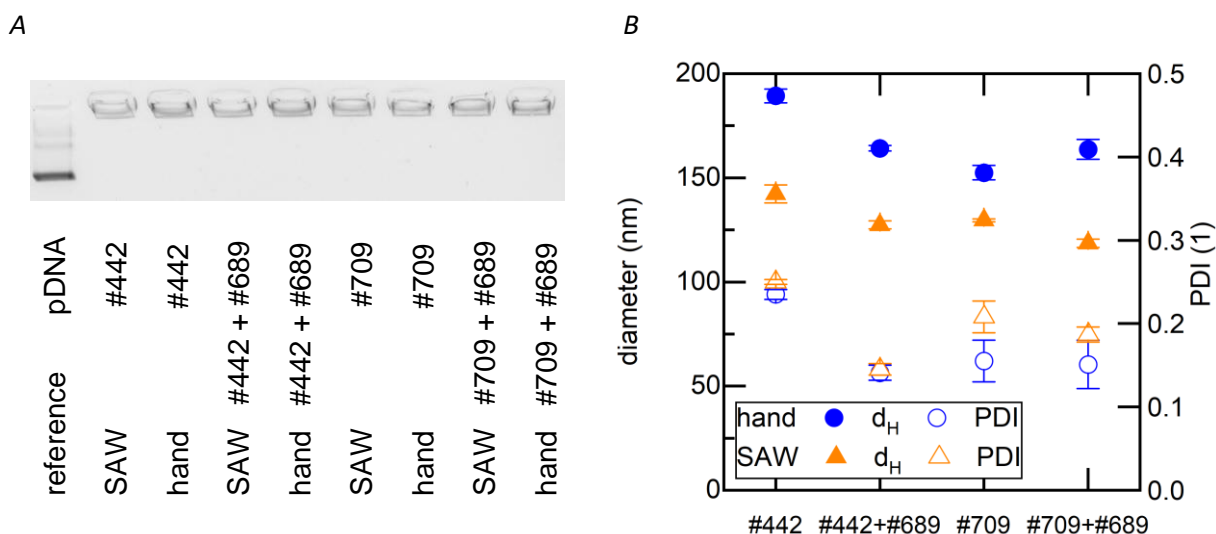 A
pDNA
#442
#442
#442 + #689
#442 + #689
#709
#709
#709 + #689
#709 + #689
reference
SAW
hand
SAW
hand
SAW
hand
SAW
hand
B
diameter (nm)
200
150
100
50
0
PDI (1)
0.5
0.4
0.3
0.2
0.1
0.0
hand d_H PDI
SAW d_H PDI
#442 #442+#689 #709 #709+#689